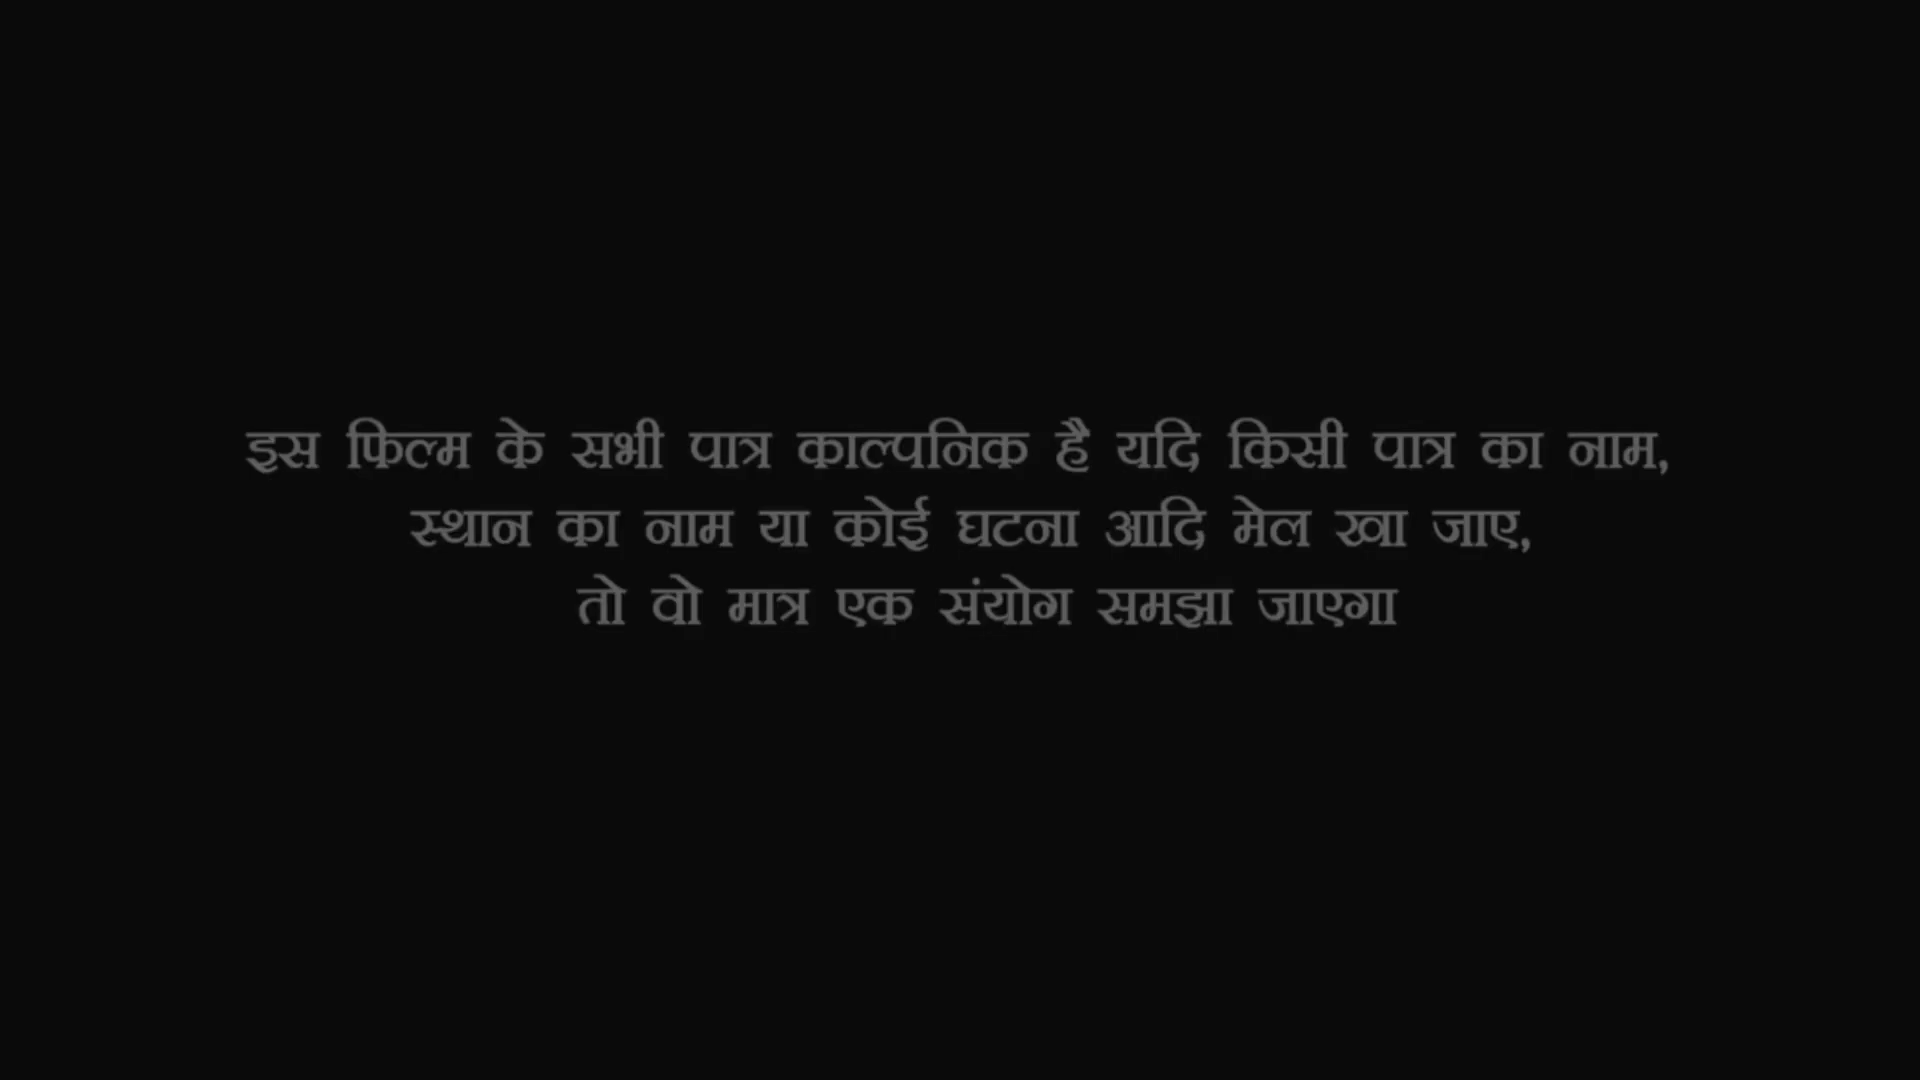 इस फिल्म के सभी पात्र काल्पनिक है यदि किसी पात्र का नाम,
स्थान का नाम या कोई घटना आदि मेल खा जाए,
तो वो मात्र एक संयोग समझा जाएगा